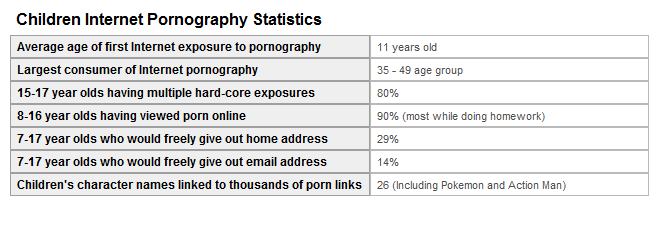 Children Internet Pornography Statistics
Average age of first Internet exposure to pornography 11 years old
Largest consumer of Internet pornography 35 - 49 age group
15-17 year olds having multiple hard-core exposures 80%
8-16 year olds having viewed porn online 90% (most while doing homework)
7-17 year olds who would freely give out home address 29%
7-17 year olds who would freely give out email address 14%
Children's character names linked to thousands of porn links 26 (Including Pokemon and Action Man)